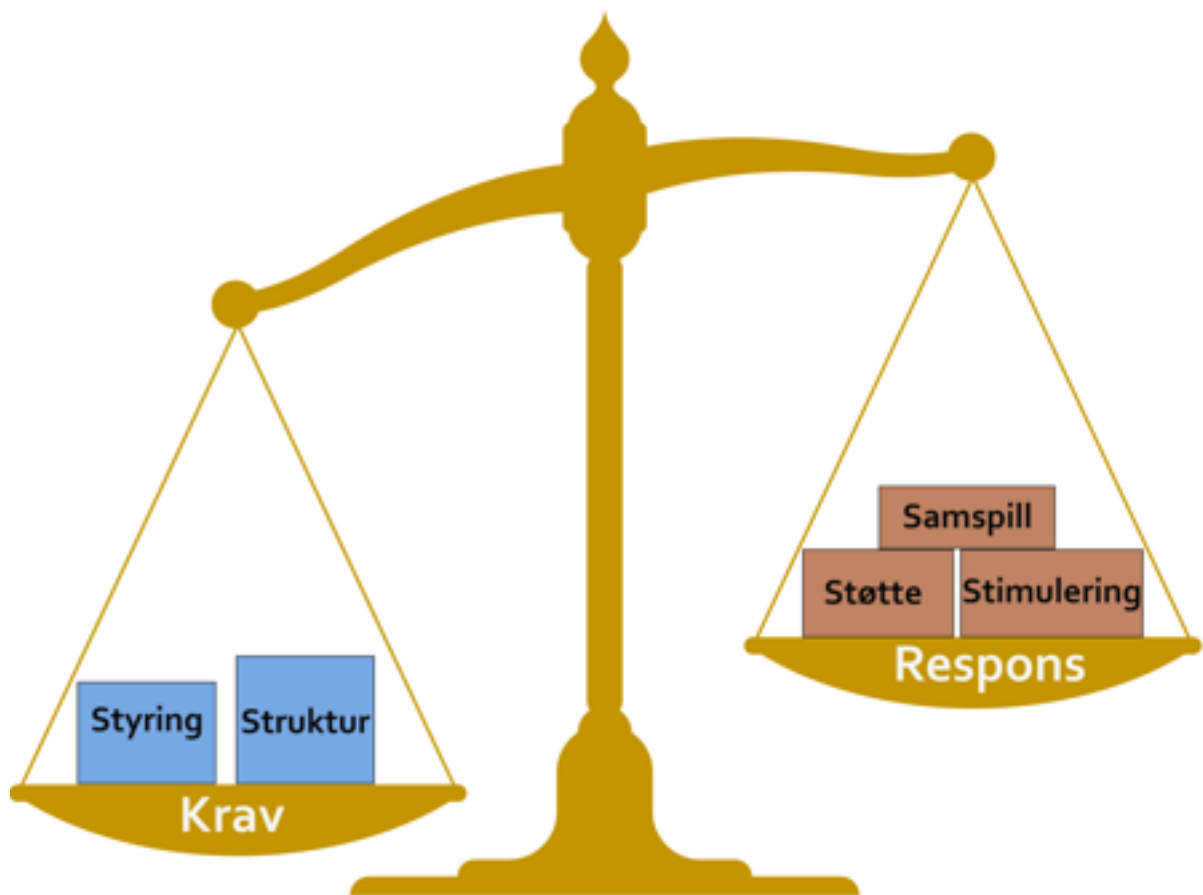 Samspill
Støtte
Stimulering
Respons
Styring
Struktur
Krav